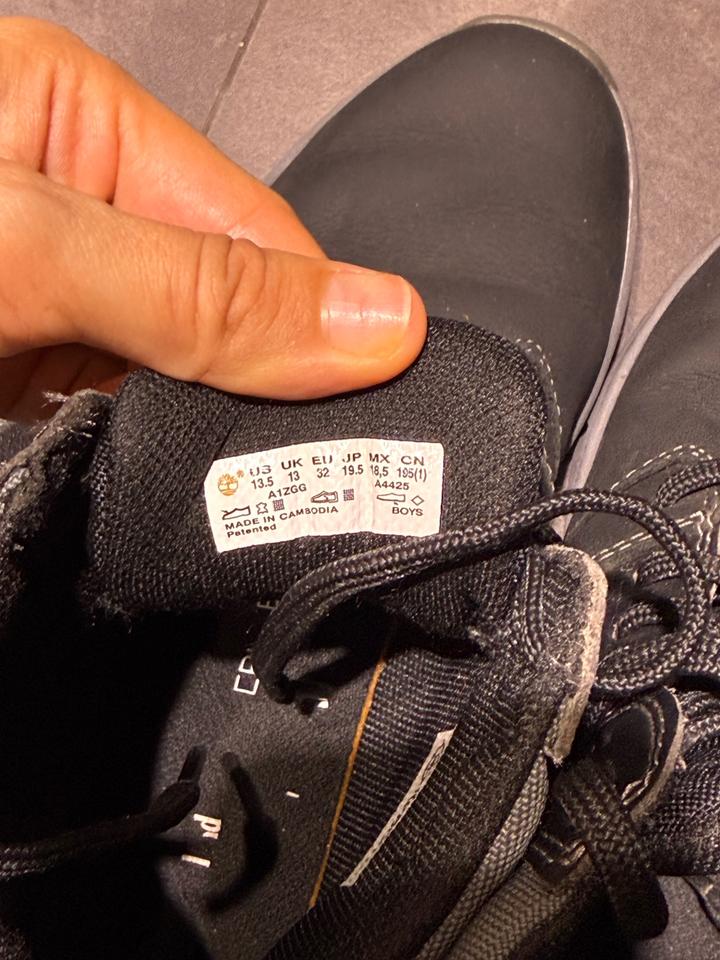 US UK EU JP MX CN
13.5 13 32 19.5 18,5 195(1)
A1ZGG A4425
MADE IN CAMBODIA BOYS
Patented